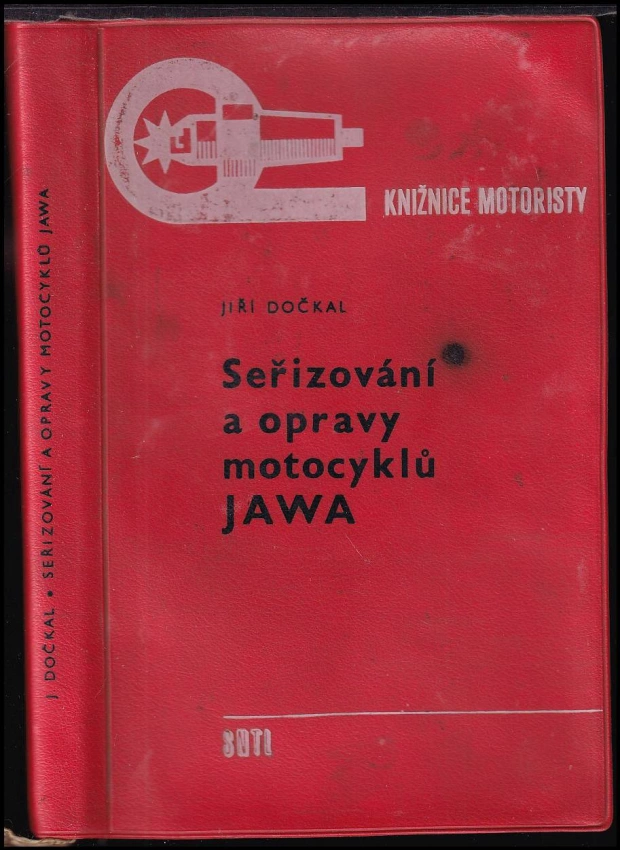 KNIŽNICE MOTORISTY
JIŘÍ DOČKAL
Seřizování
a opravy
motocyklů
JAWA
SNTL
J DOČKAL • SEŘIZOVÁNÍ A OPRAVY MOTOCYKLŮ JAWA